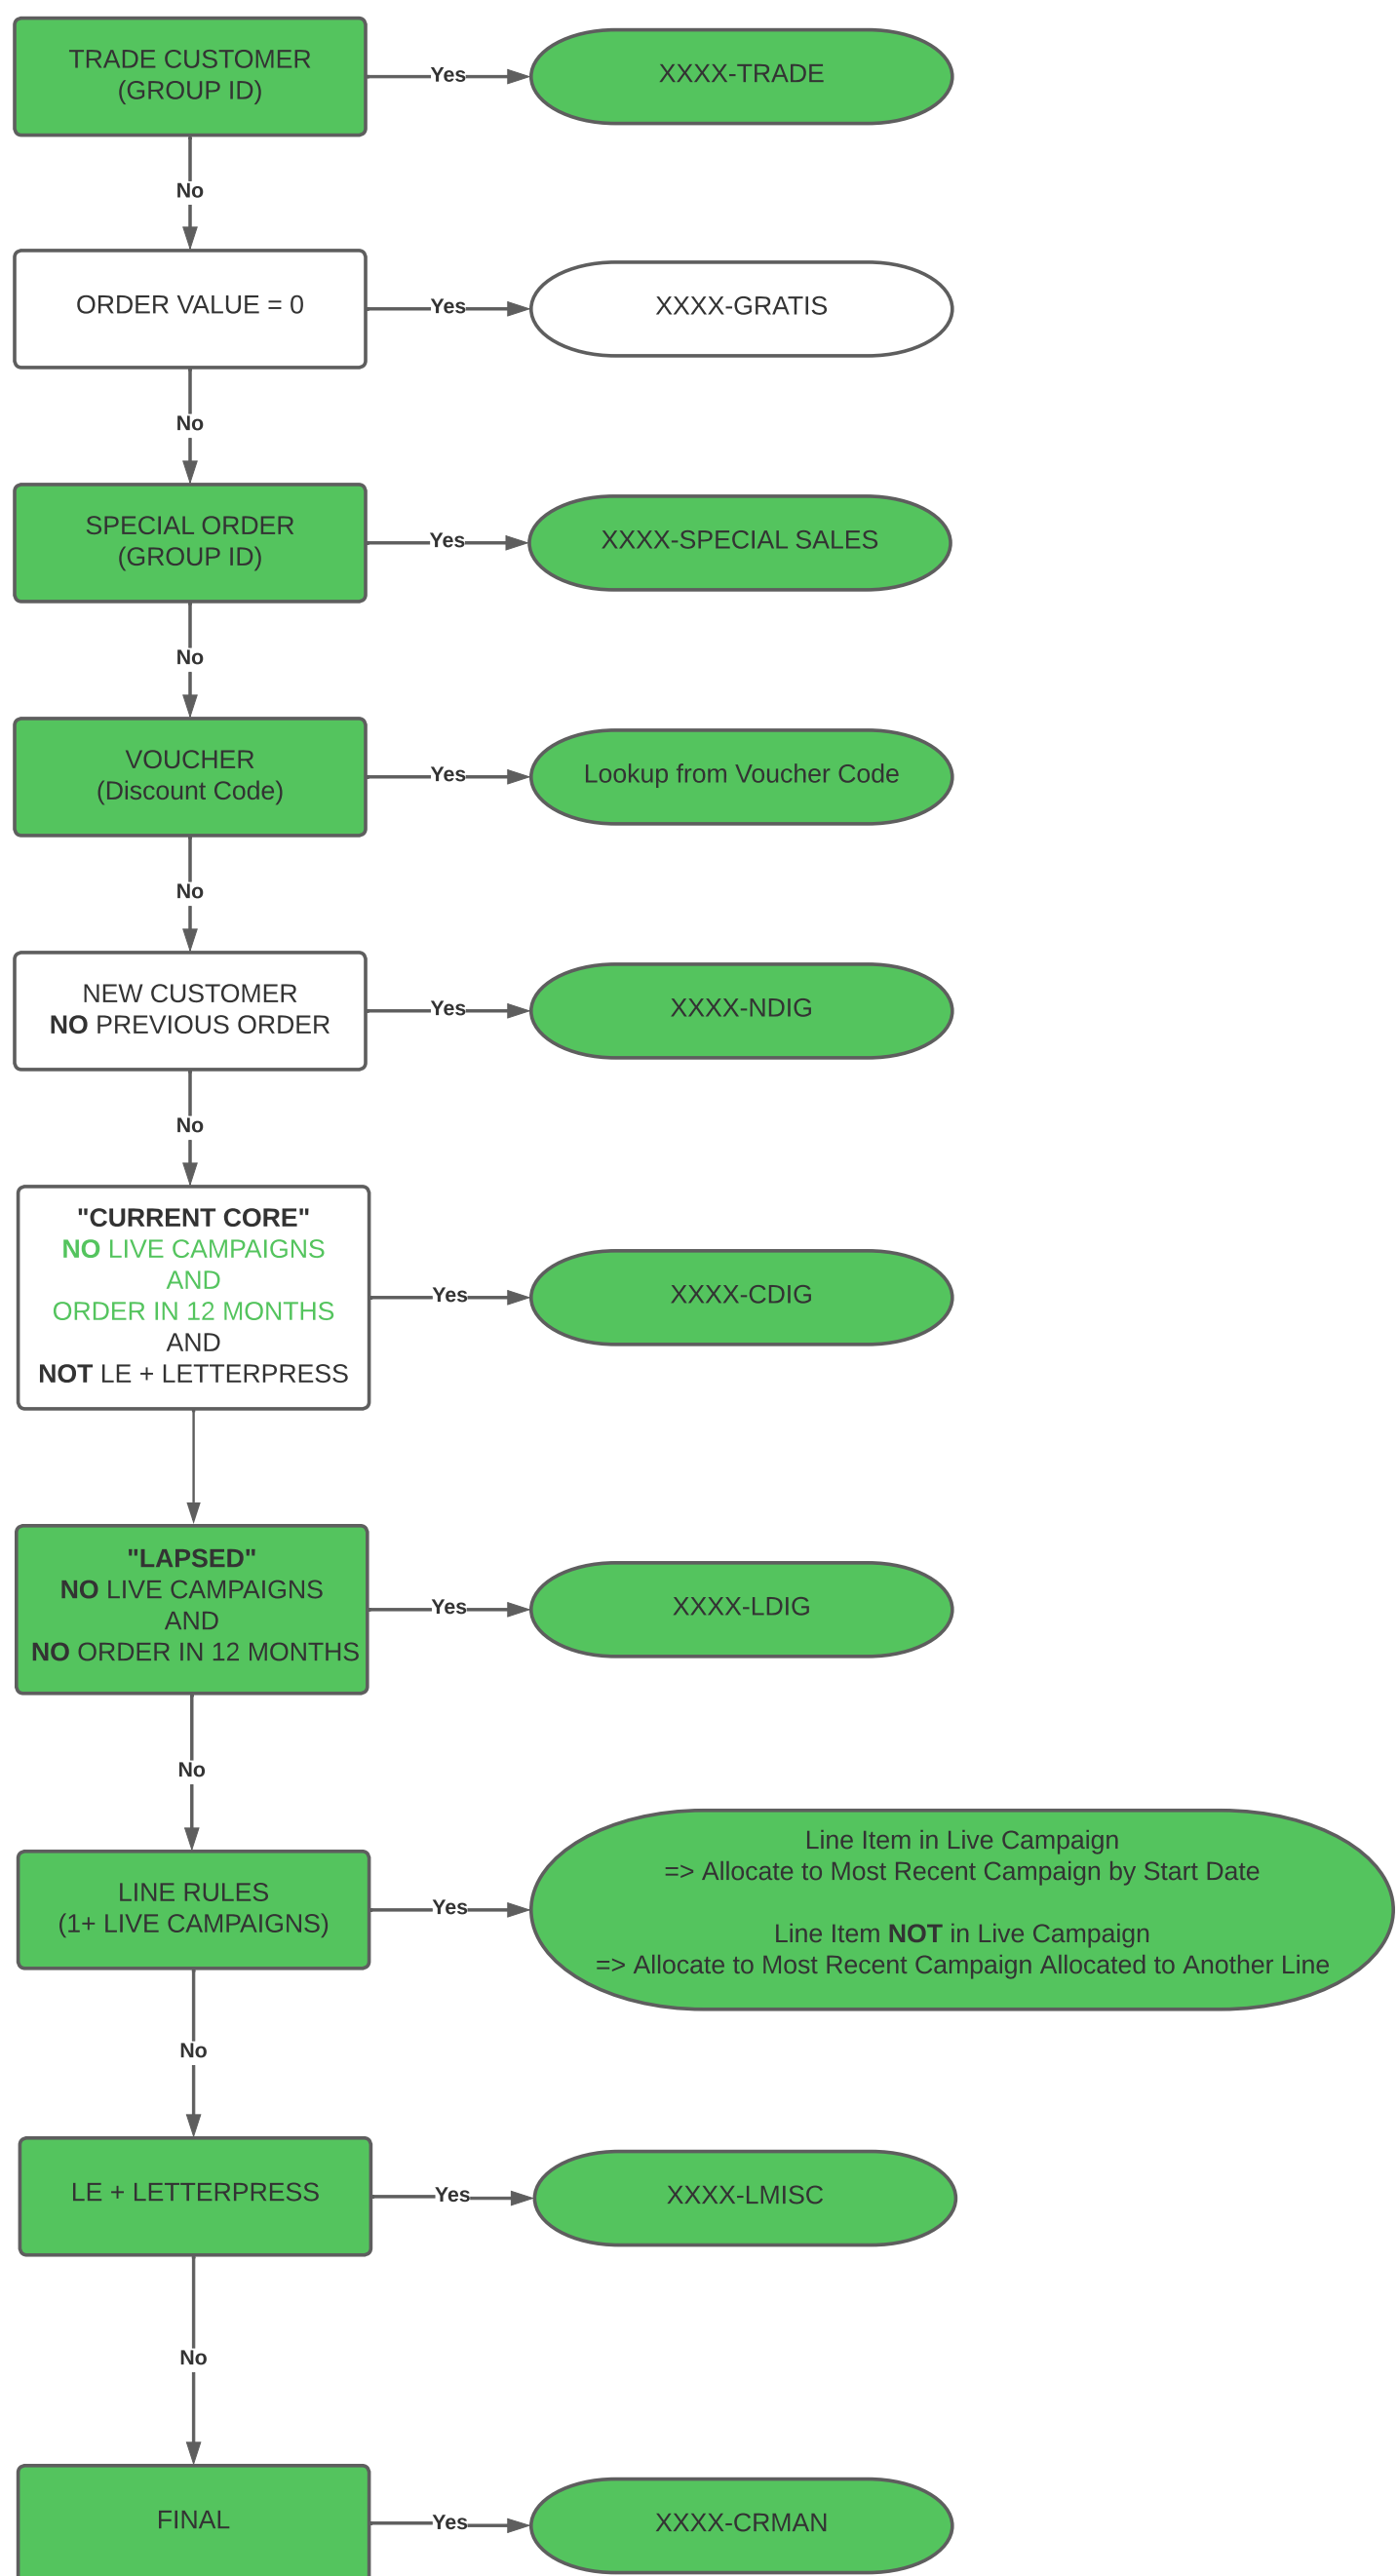 TRADE CUSTOMER
(GROUP ID)
Yes
XXXX-TRADE
No
ORDER VALUE = 0
Yes
XXXX-GRATIS
No
SPECIAL ORDER
(GROUP ID)
Yes
XXXX-SPECIAL SALES
No
VOUCHER
(Discount Code)
Yes
Lookup from Voucher Code
No
NEW CUSTOMER
NO PREVIOUS ORDER
Yes
XXXX-NDIG
No
"CURRENT CORE"
NO LIVE CAMPAIGNS
AND
ORDER IN 12 MONTHS
AND
NOT LE + LETTERPRESS
Yes
XXXX-CDIG
"LAPSED"
NO LIVE CAMPAIGNS
AND
NO ORDER IN 12 MONTHS
Yes
XXXX-LDIG
No
LINE RULES
(1+ LIVE CAMPAIGNS)
Yes
Line Item in Live Campaign
=> Allocate to Most Recent Campaign by Start Date
Line Item NOT in Live Campaign
=> Allocate to Most Recent Campaign Allocated to Another Line
No
LE + LETTERPRESS
Yes
XXXX-LMISC
No
FINAL
Yes
XXXX-CRMAN